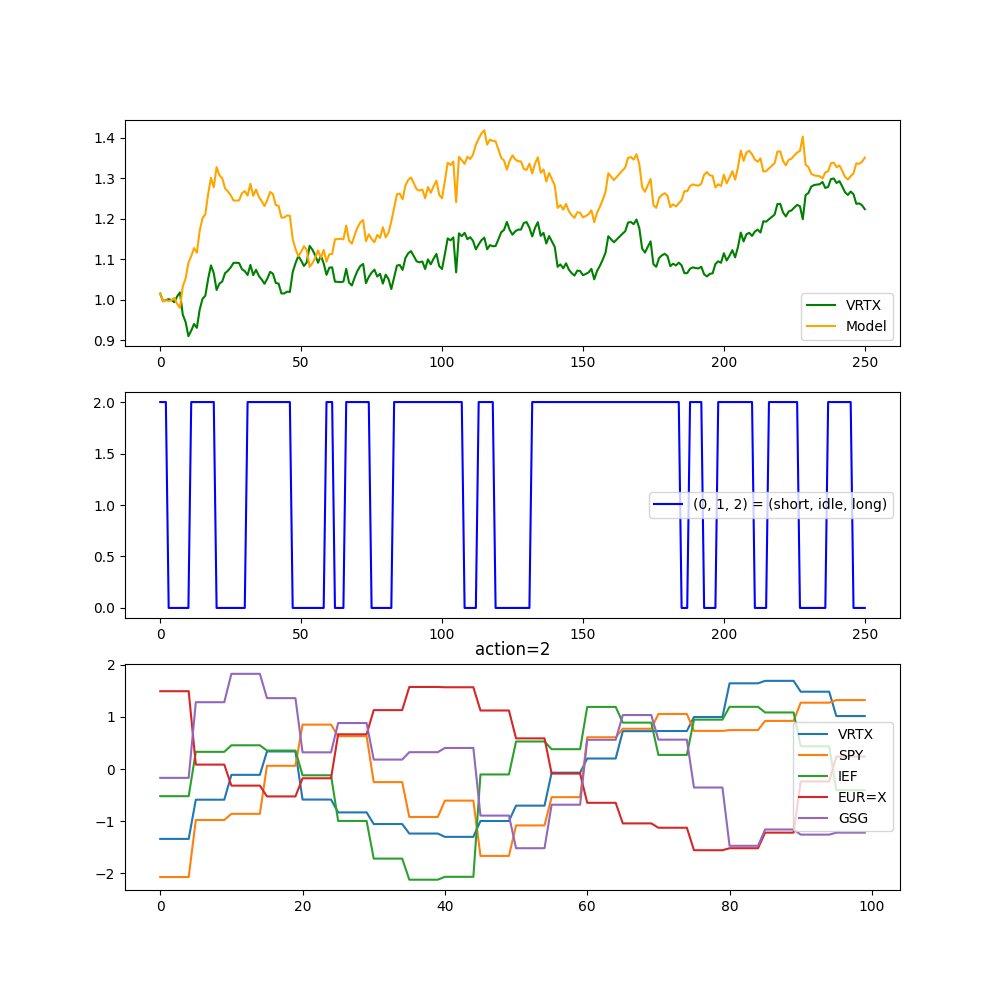 1.4
1.3
1.2
1.1
1.0
0.9
VRTX
Model
0 50 100 150 200 250
2.0
1.5
1.0
0.5
0.0
(0, 1, 2) = (short, idle, long)
0 50 100 150 200 250
action=2
2
1
0
−1
−2
VRTX
SPY
IEF
EUR=X
GSG
0 20 40 60 80 100